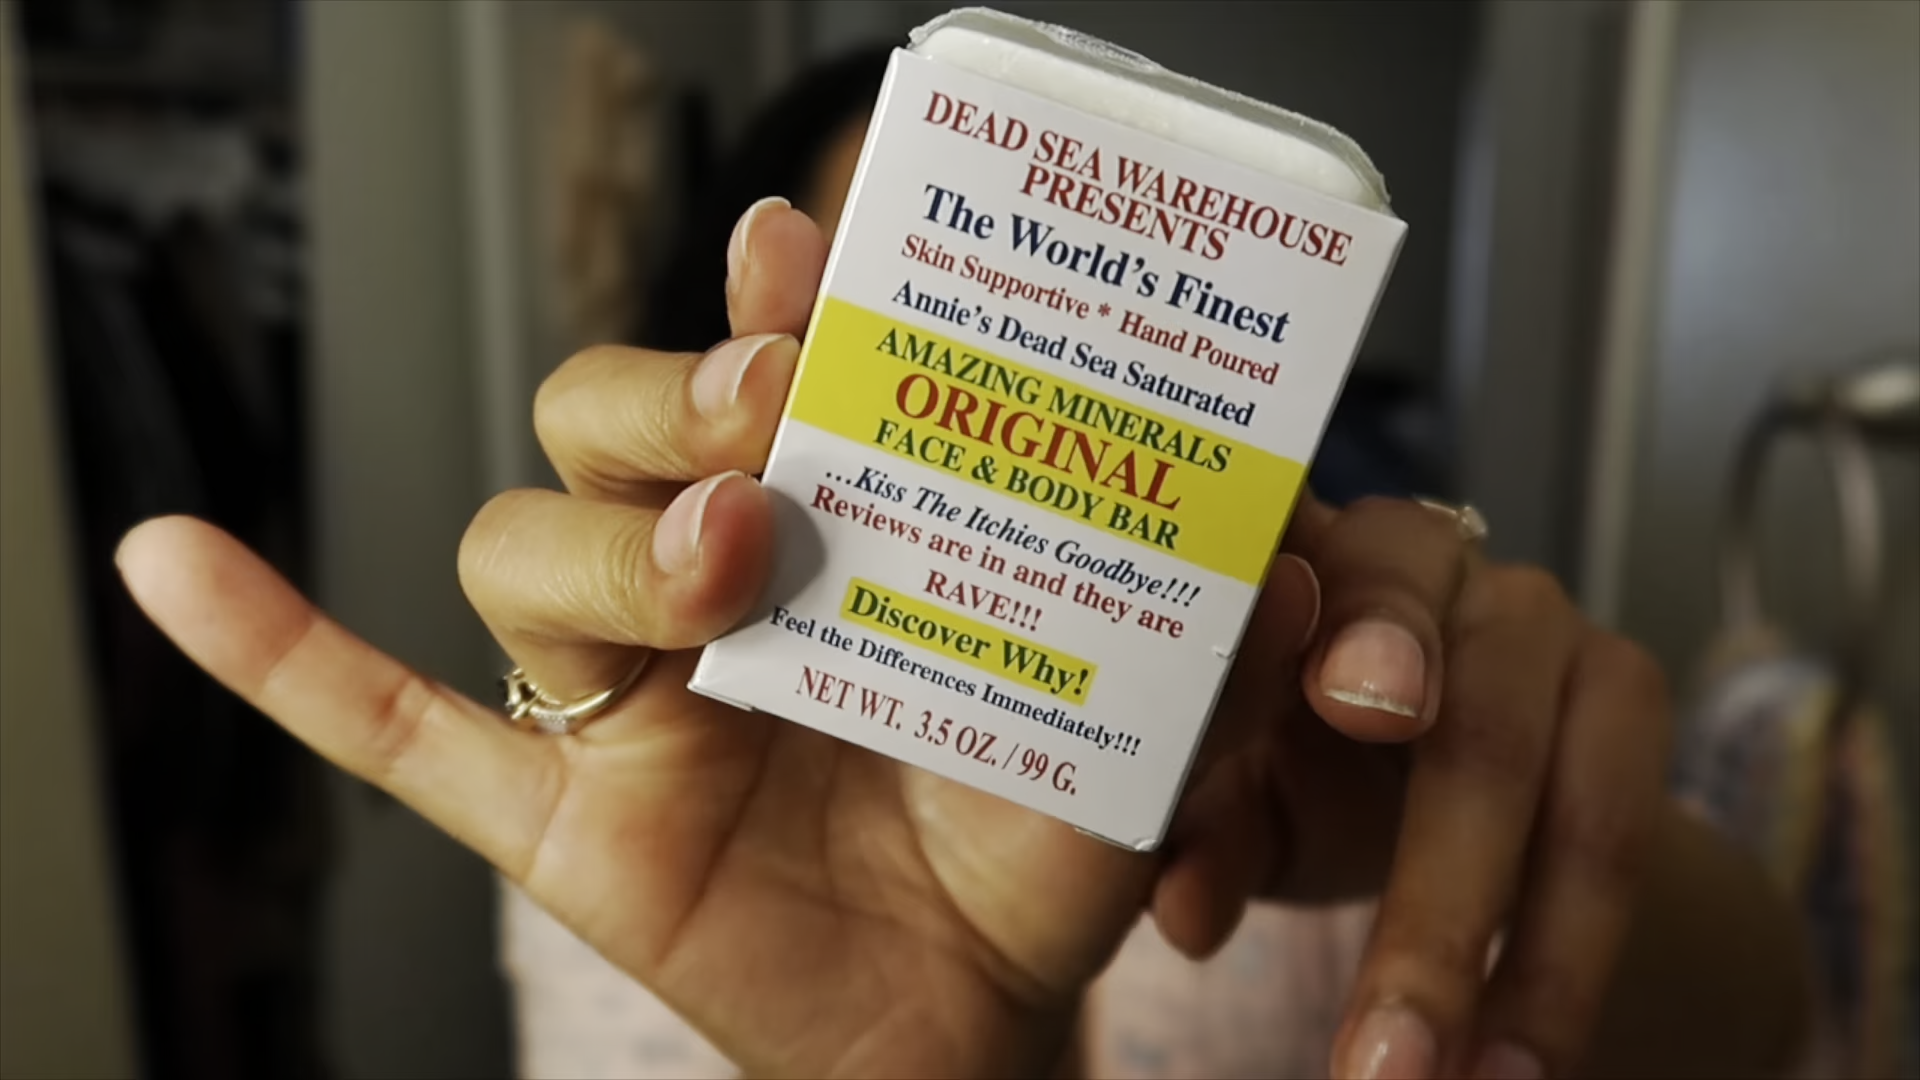 DEAD SEA WAREHOUSE
PRESENTS
The World's Finest
Skin Supportive * Hand Poured
Annie's Dead Sea Saturated
AMAZING MINERALS
ORIGINAL
FACE & BODY BAR
...Kiss The Itchies Goodbye!!!
Reviews are in and they are
RAVE!!!
Discover Why!
Feel the Differences Immediately!!!
NET WT. 3.5 OZ. / 99 G.